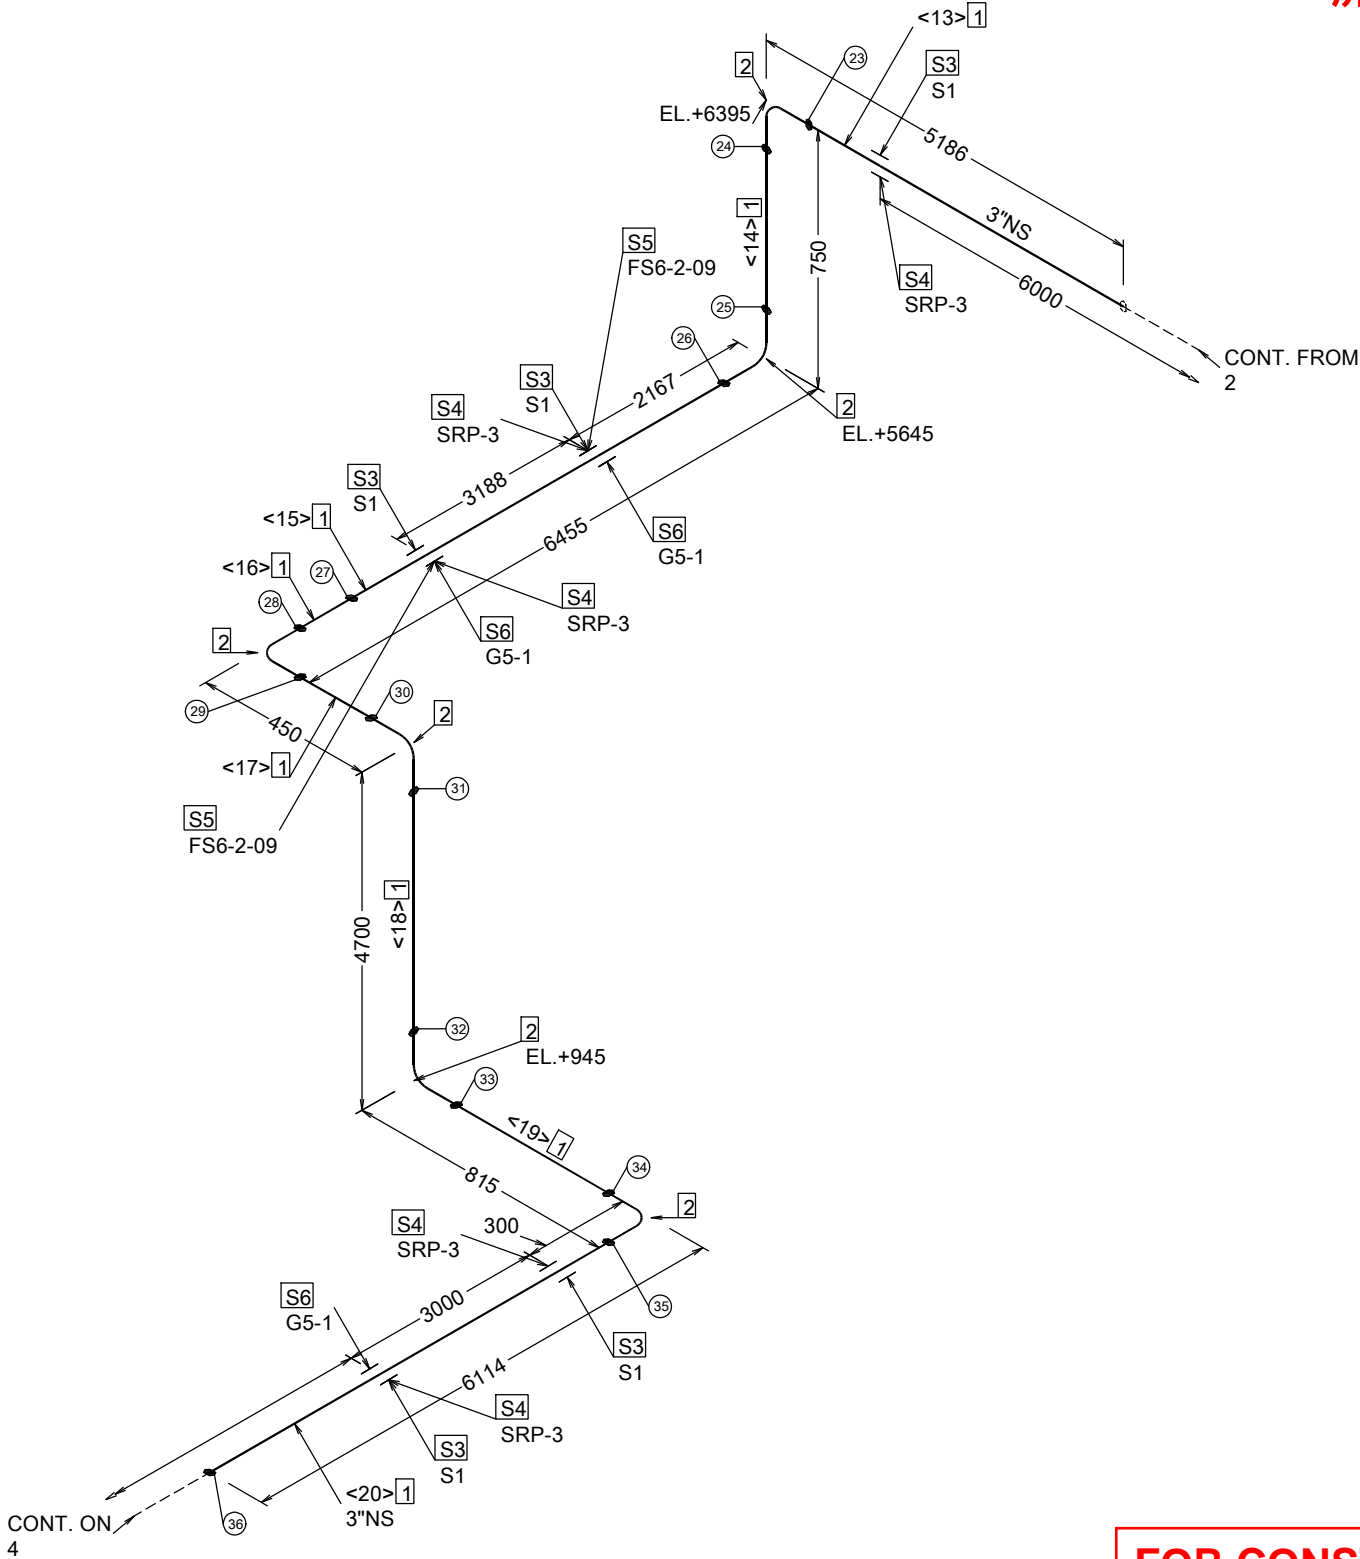 <13> 1
23
S3
S1
2
EL.+6395
5186
24
3"NS
<14> 1
750
S5
FS6-2-09
S4
SRP-3
6000
25
26
CONT. FROM
2
2167
S3
S1
2
EL.+5645
S4
SRP-3
3188
S3
S1
6455
<15> 1
S6
G5-1
<16> 1
27
S4
SRP-3
28
S6
G5-1
2
29
30
2
450
<17> 1
31
S5
FS6-2-09
<18> 1
4700
32
2
EL.+945
33
<19> 1
34
815
2
S4
SRP-3
300
S6
G5-1
3000
35
S3
S1
6114
S4
SRP-3
S3
S1
<20> 1
3"NS
36
CONT. ON
4